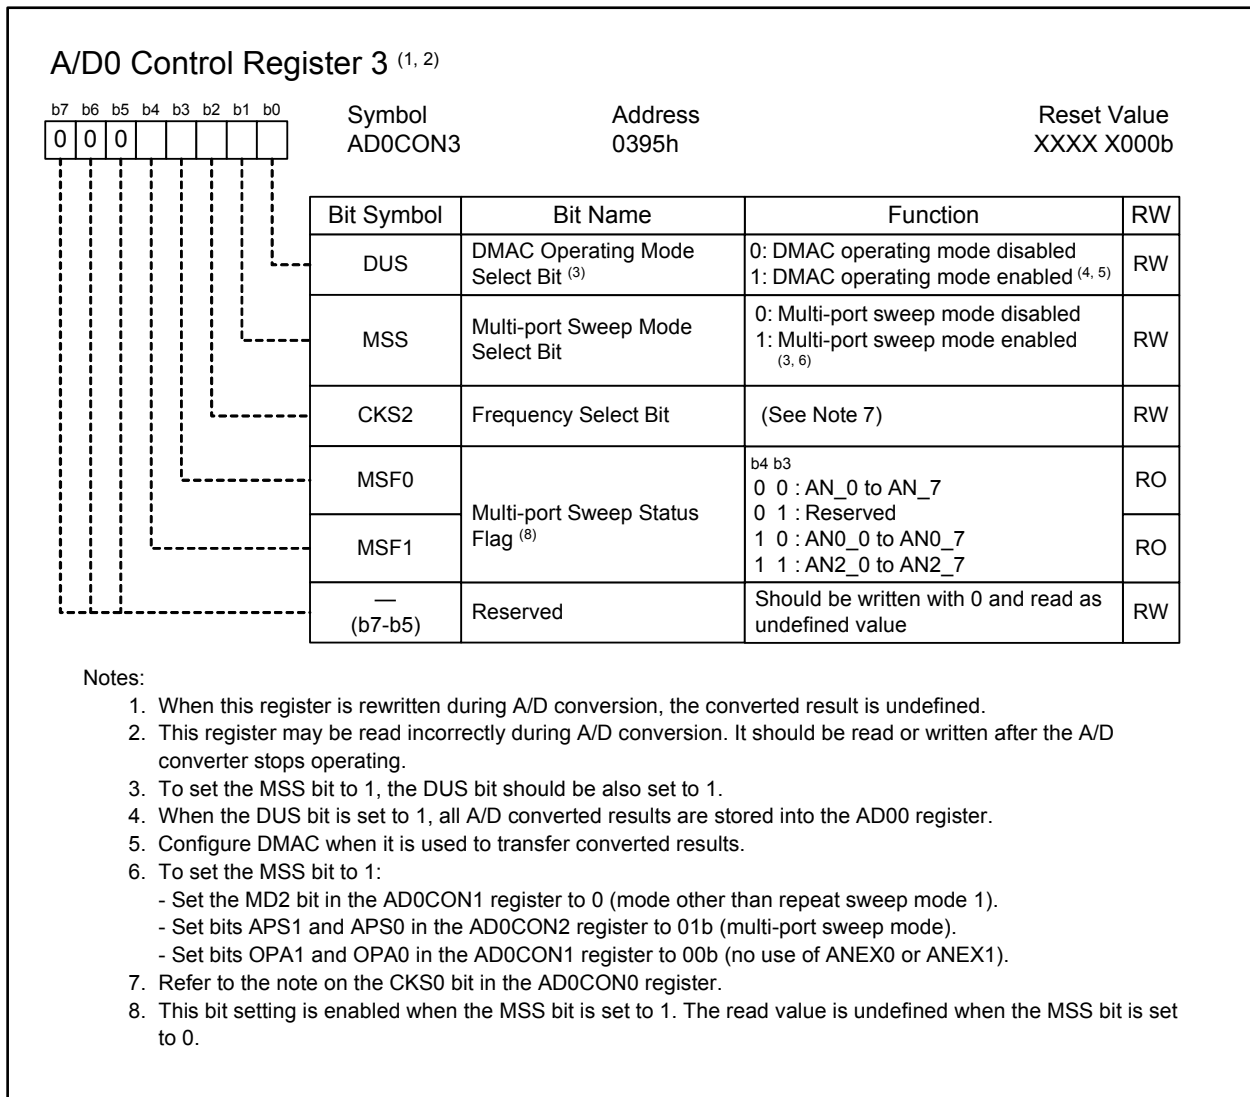 A/D0 Control Register 3 (1, 2)
b7 b6 b5 b4 b3 b2 b1 b0
Symbol Address Reset Value
0 0 0
AD0CON3 0395h XXXX X000b
Bit Symbol Bit Name Function RW
DUS
DMAC Operating Mode
Select Bit (3)
0: DMAC operating mode disabled
1: DMAC operating mode enabled (4, 5)
RW
MSS
Multi-port Sweep Mode
Select Bit
0: Multi-port sweep mode disabled
1: Multi-port sweep mode enabled
(3, 6)
RW
CKS2 Frequency Select Bit (See Note 7) RW
MSF0
MSF1
Multi-port Sweep Status
Flag (8)
b4 b3
0 0 : AN_0 to AN_7
0 1 : Reserved
1 0 : AN0_0 to AN0_7
1 1 : AN2_0 to AN2_7
RO
RO
—
(b7-b5)
Reserved
Should be written with 0 and read as
undefined value
RW
Notes:
1. When this register is rewritten during A/D conversion, the converted result is undefined.
2. This register may be read incorrectly during A/D conversion. It should be read or written after the A/D
converter stops operating.
3. To set the MSS bit to 1, the DUS bit should be also set to 1.
4. When the DUS bit is set to 1, all A/D converted results are stored into the AD00 register.
5. Configure DMAC when it is used to transfer converted results.
6. To set the MSS bit to 1:
- Set the MD2 bit in the AD0CON1 register to 0 (mode other than repeat sweep mode 1).
- Set bits APS1 and APS0 in the AD0CON2 register to 01b (multi-port sweep mode).
- Set bits OPA1 and OPA0 in the AD0CON1 register to 00b (no use of ANEX0 or ANEX1).
7. Refer to the note on the CKS0 bit in the AD0CON0 register.
8. This bit setting is enabled when the MSS bit is set to 1. The read value is undefined when the MSS bit is set
to 0.